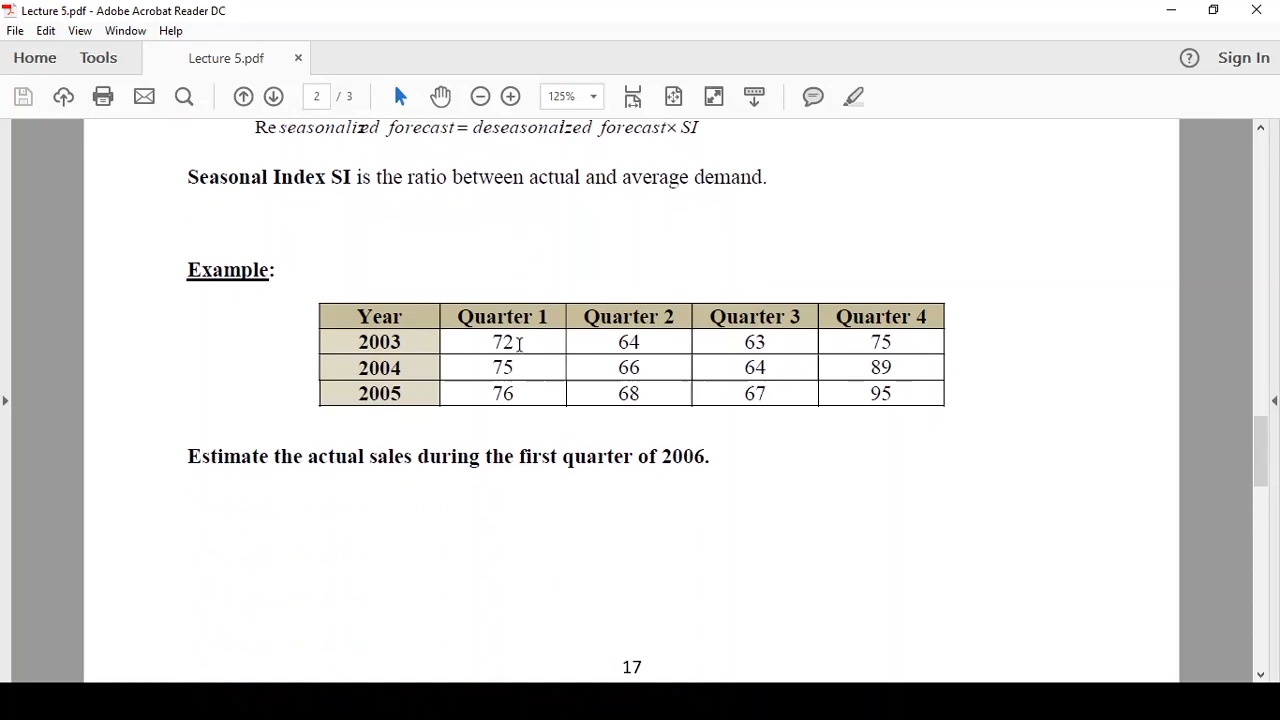 Lecture 5.pdf - Adobe Acrobat Reader DC
File Edit View Window Help
Home Tools Lecture 5.pdf × Sign In
2 / 3 125%
Reseasonalized forecast = deseasonalized forecast × SI
Seasonal Index SI is the ratio between actual and average demand.
Example:
Year Quarter 1 Quarter 2 Quarter 3 Quarter 4
2003 72 64 63 75
2004 75 66 64 89
2005 76 68 67 95
Estimate the actual sales during the first quarter of 2006.
17